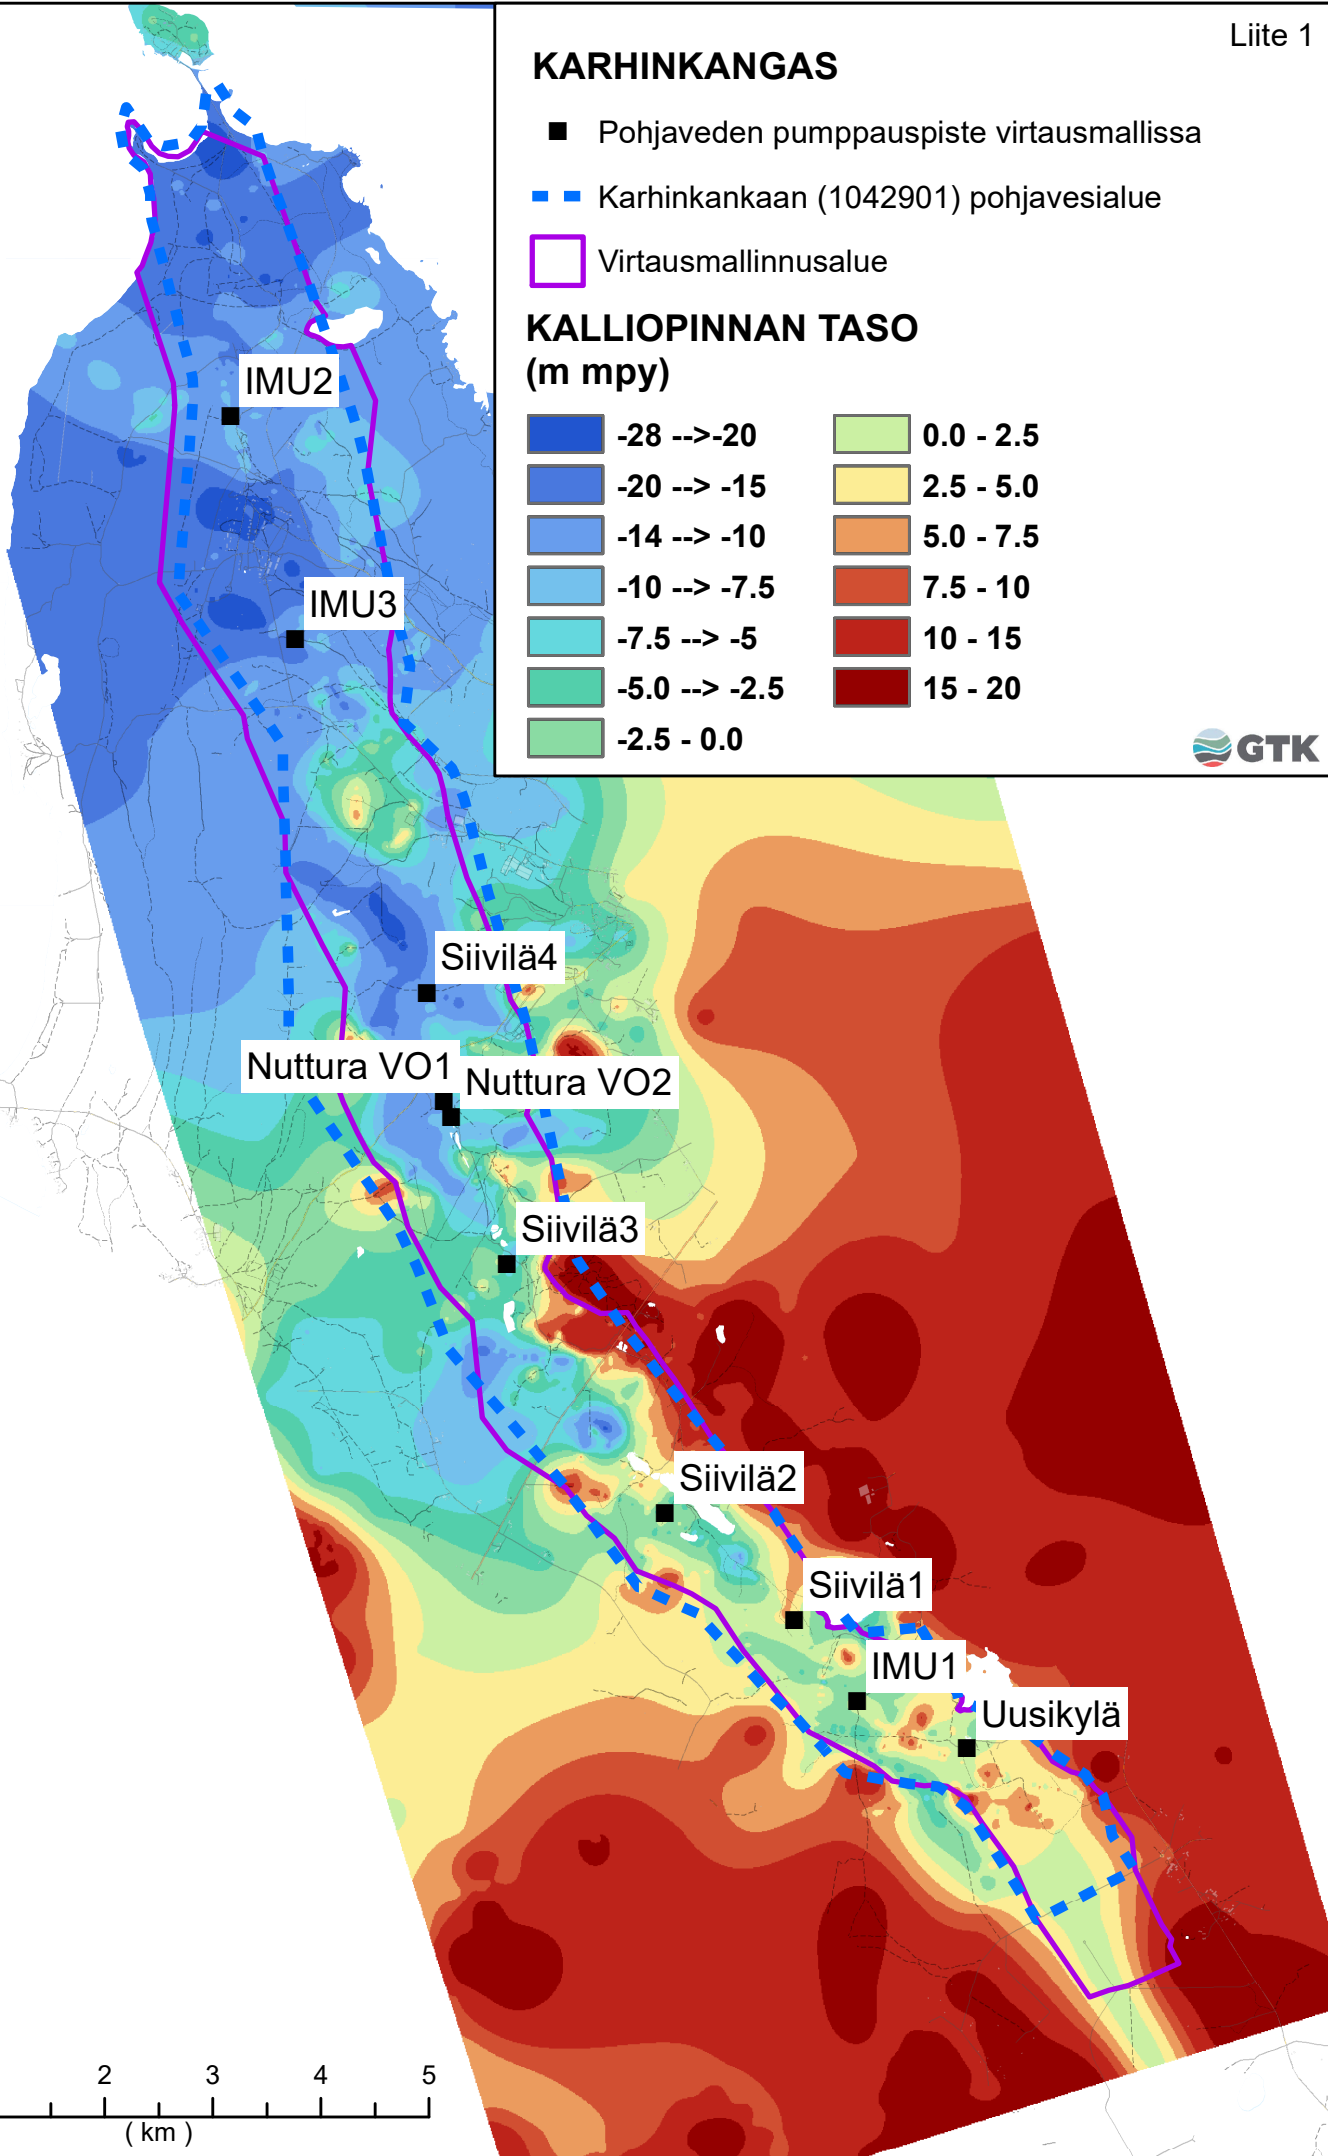 Liite 1
KARHINKANGAS
Pohjaveden pumppauspiste virtausmallissa
Karhinkankaan (1042901) pohjavesialue
Virtausmallinnusalue
KALLIOPINNAN TASO
(m mpy)
-28 -->-20
-20 --> -15
-14 --> -10
-10 --> -7.5
-7.5 --> -5
-5.0 --> -2.5
-2.5 - 0.0
0.0 - 2.5
2.5 - 5.0
5.0 - 7.5
7.5 - 10
10 - 15
15 - 20
GTK
IMU2
IMU3
Siivilä4
Nuttura VO1
Nuttura VO2
Siivilä3
Siivilä2
Siivilä1
IMU1
Uusikylä
2 3 4 5
( km )